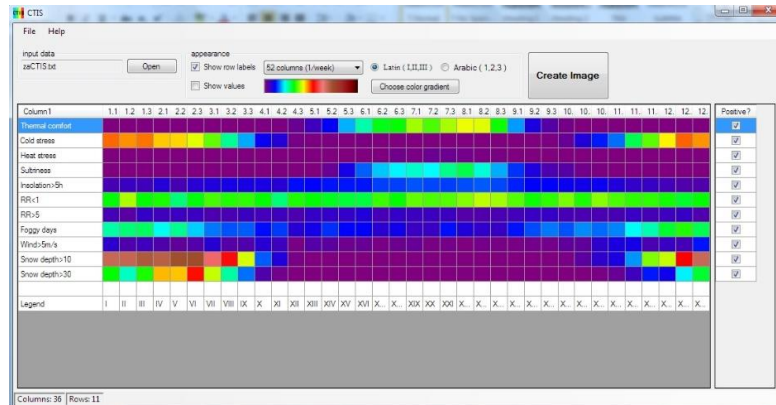 CTIS
File Help
input data
zaCTIS.txt
Open
appearance
Show row labels
52 columns (1/week)
Latin ( I,II,III )
Arabic ( 1,2,3 )
Show values
Choose color gradient
Create Image
Column1 1.1 1.2 1.3 2.1 2.2 2.3 3.1 3.2 3.3 4.1 4.2 4.3 5.1 5.2 5.3 6.1 6.2 6.3 7.1 7.2 7.3 8.1 8.2 8.3 9.1 9.2 9.3 10. 10. 10.. 11. 11. 11. 12. 12.. 12. Positive?
Thermal comfort
Cold stress
Heat stress
Sultriness
Insolation>5h
RR<1
RR>5
Foggy days
Wind>5m/s
Snow depth>10
Snow depth>30
Legend I II III IV V VI VII VIII IX X XI XII XIII XIV XV XVI X... X... XIX XX XXI X... X... X... X... X... X... X... X... X... X... X... X... X... X... X...
Columns: 36 Rows: 11